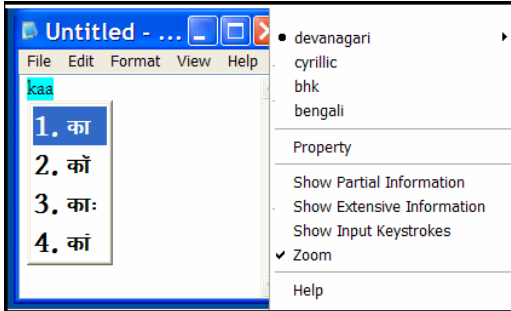 Untitled - ...
File Edit Format View Help
kaa
1. का
2. कॉ
3. काः
4. कां
devanagari
cyrillic
bhk
bengali
Property
Show Partial Information
Show Extensive Information
Show Input Keystrokes
Zoom
Help